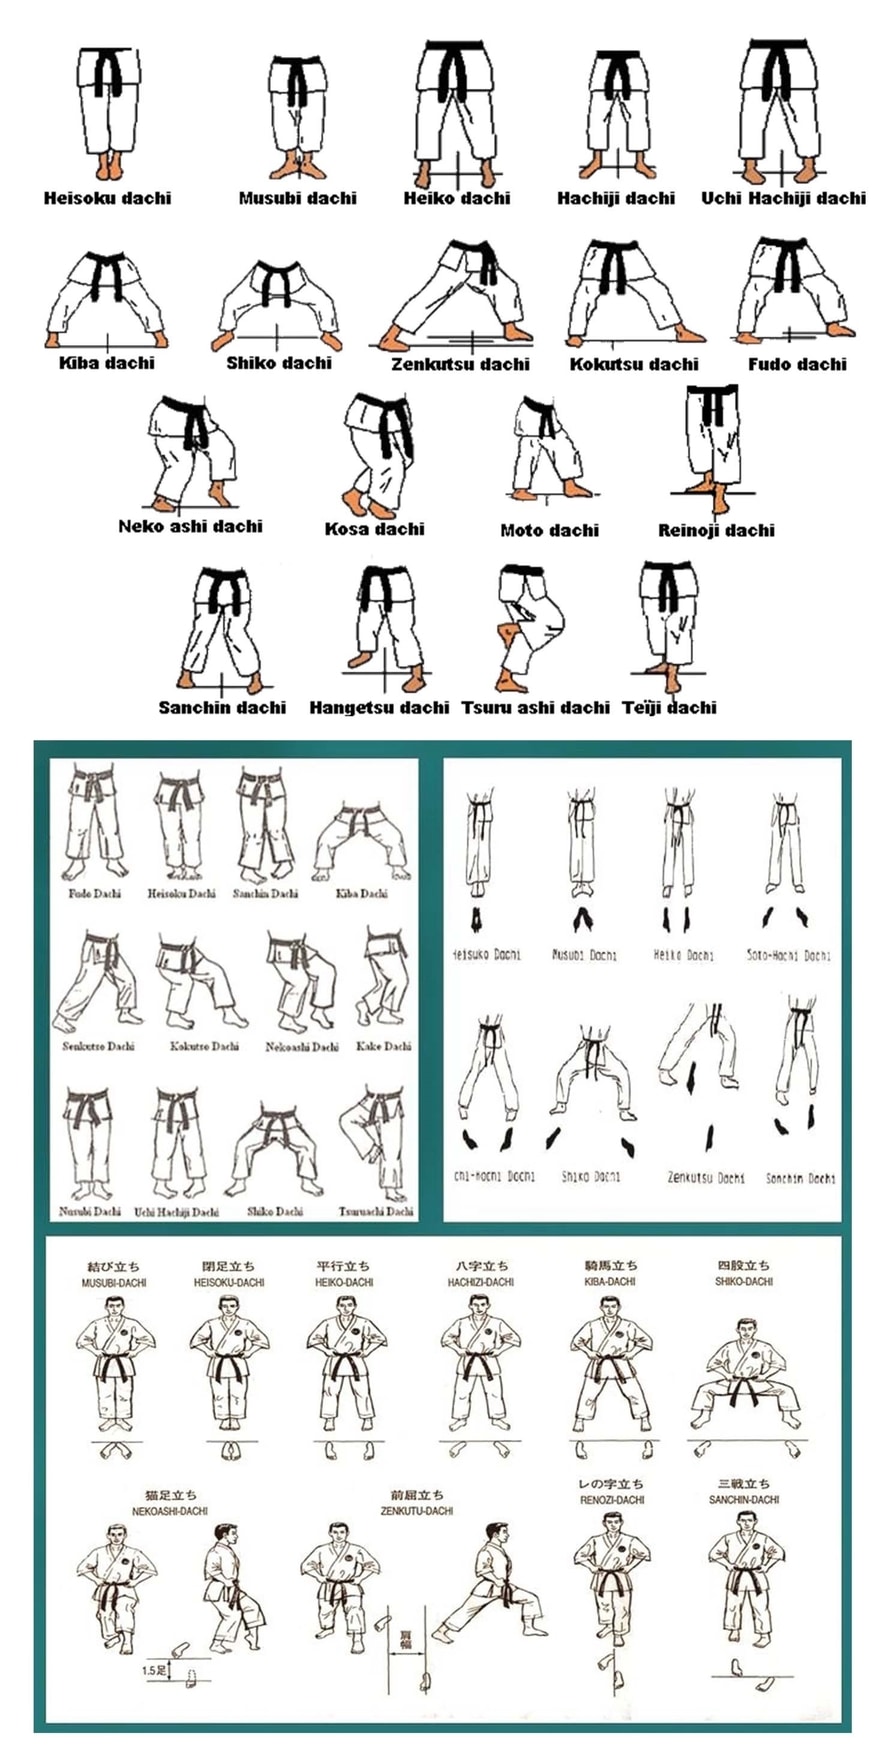 Heisoku dachi
Musubi dachi
Heiko dachi
Hachiji dachi
Uchi Hachiji dachi
Kiba dachi
Shiko dachi
Zenkutsu dachi
Kokutsu dachi
Fudo dachi
Neko ashi dachi
Kosa dachi
Moto dachi
Reinoji dachi
Sanchin dachi
Hangetsu dachi
Tsuru ashi dachi
Teïji dachi
Fudo Dachi
Heisoku Dachi
Sanchin Dachi
Kiba Dachi
Senkutso Dachi
Kokutso Dachi
Nekoashi Dachi
Kake Dachi
Nusubi Dachi
Uchi Hachiji Dachi
Shiko Dachi
Tsuruachi Dachi
leisuko Dachi
Musubi Dachi
Heiko Dachi
Soto-Hachi Dachi
chi-Hachi Dachi
Shiko Dachi
Zenkutsu Dachi
Sanchin Dachi
結び立ち
MUSUBI-DACHI
閉足立ち
HEISOKU-DACHI
平行立ち
HEIKO-DACHI
八字立ち
HACHIZI-DACHI
騎馬立ち
KIBA-DACHI
四股立ち
SHIKO-DACHI
猫足立ち
NEKOASHI-DACHI
前屈立ち
ZENKUTU-DACHI
レの字立ち
RENOZI-DACHI
三戦立ち
SANCHIN-DACHI
1.5足
肩幅